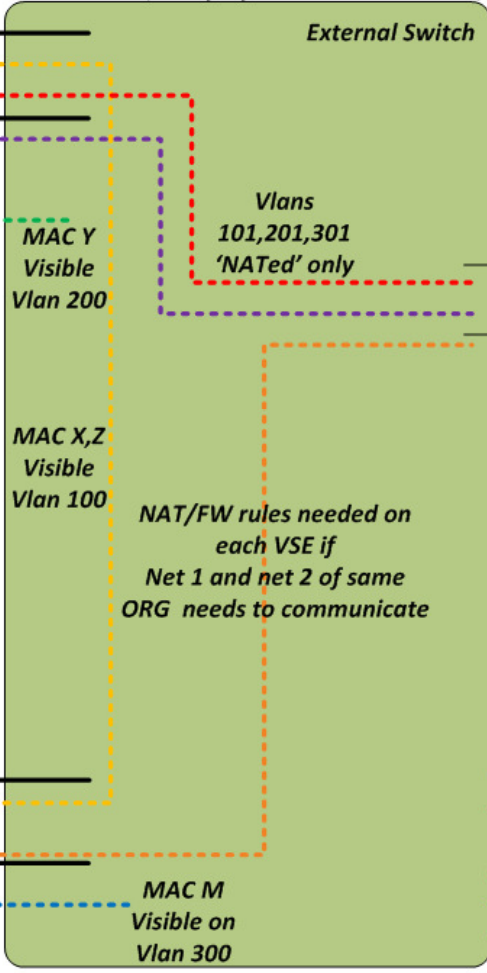 External Switch
Vlans
101,201,301
‘NATed’ only
MAC Y
Visible
Vlan 200
MAC X,Z
Visible
Vlan 100
NAT/FW rules needed on
each VSE if
Net 1 and net 2 of same
ORG needs to communicate
MAC M
Visible on
Vlan 300